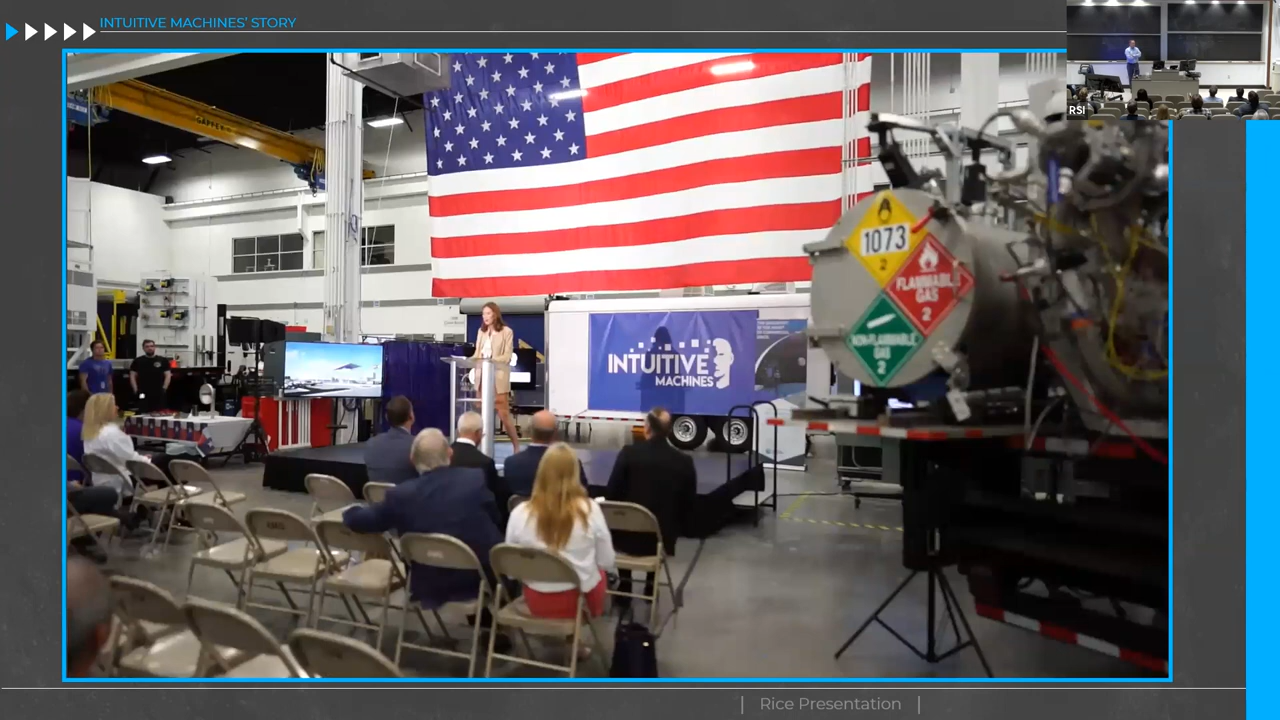 INTUITIVE MACHINES' STORY
RSI
1073
2
FLAMMABLE
GAS
2
NON-FLAMMABLE
GAS
2
INTUITIVE
MACHINES
Rice Presentation